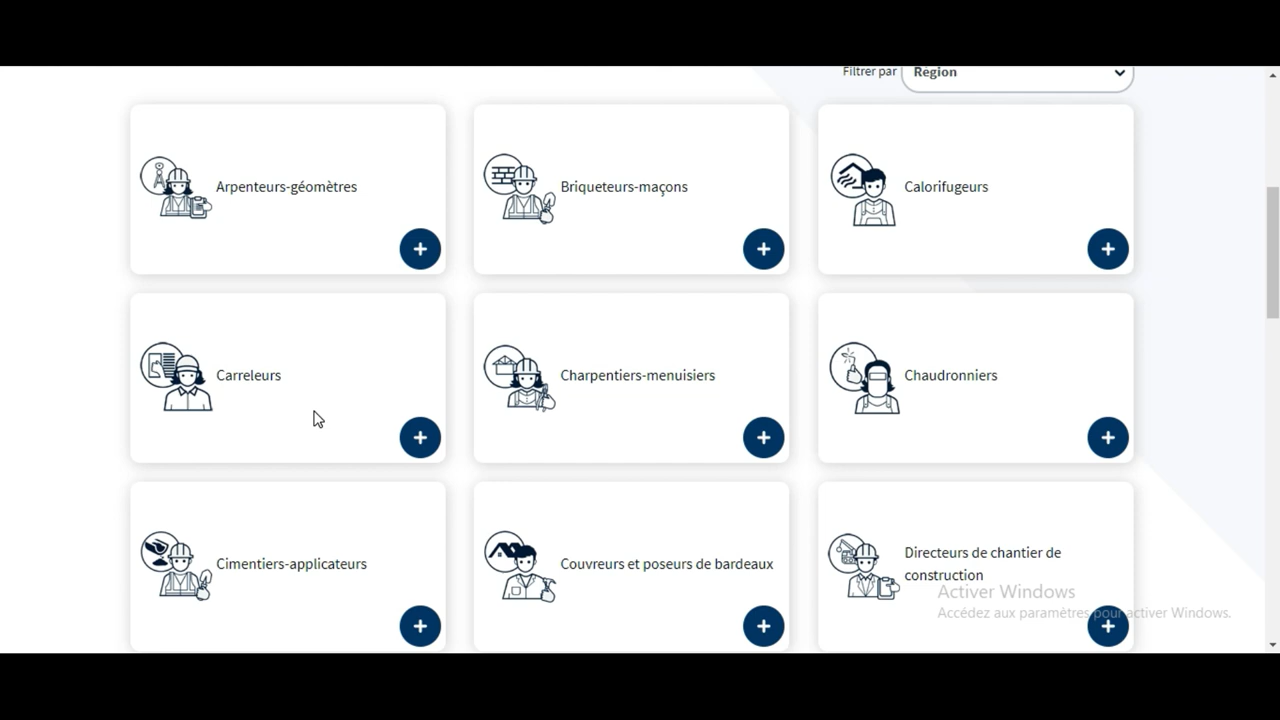 Filtrer par Région
Arpenteurs-géomètres
Briqueteurs-maçons
Calorifugeurs
Carreleurs
Charpentiers-menuisiers
Chaudronniers
Cimentiers-applicateurs
Couvreurs et poseurs de bardeaux
Directeurs de chantier de
construction
Activer Windows
Accédez aux paramètres pour activer Windows.